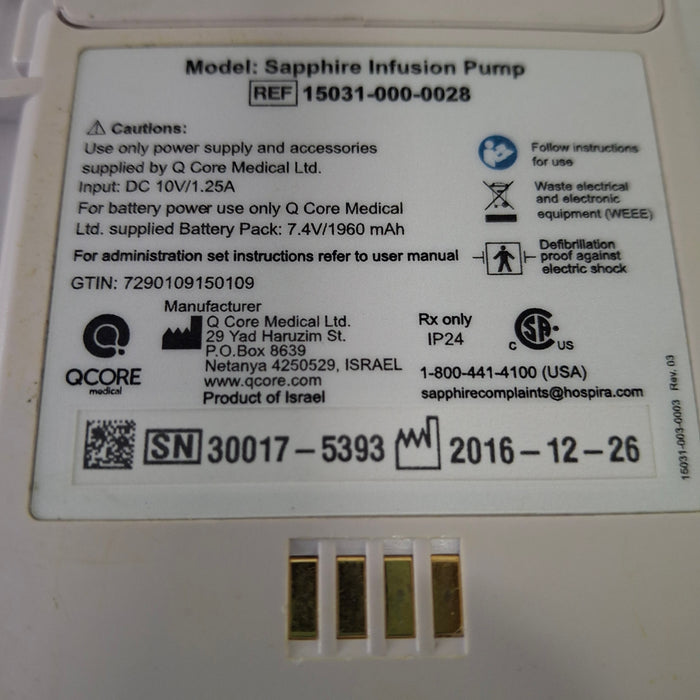 Model: Sapphire Infusion Pump
REF 15031-000-0028
Cautions:
Use only power supply and accessories
supplied by Q Core Medical Ltd.
Input: DC 10V/1.25A
For battery power use only Q Core Medical
Ltd. supplied Battery Pack: 7.4V/1960 mAh
For administration set instructions refer to user manual
GTIN: 7290109150109
Follow instructions
for use
Waste electrical
and electronic
equipment (WEEE)
Defibrillation
proof against
electric shock
QCORE
medical
Manufacturer
Q Core Medical Ltd.
29 Yad Haruzim St.
P.O.Box 8639
Netanya 4250529, ISRAEL
www.qcore.com
Product of Israel
Rx only
IP24
C SA US
1-800-441-4100 (USA)
sapphirecomplaints@hospira.com
SN 30017-5393 2016-12-26
15031-003-0003 Rev. 03